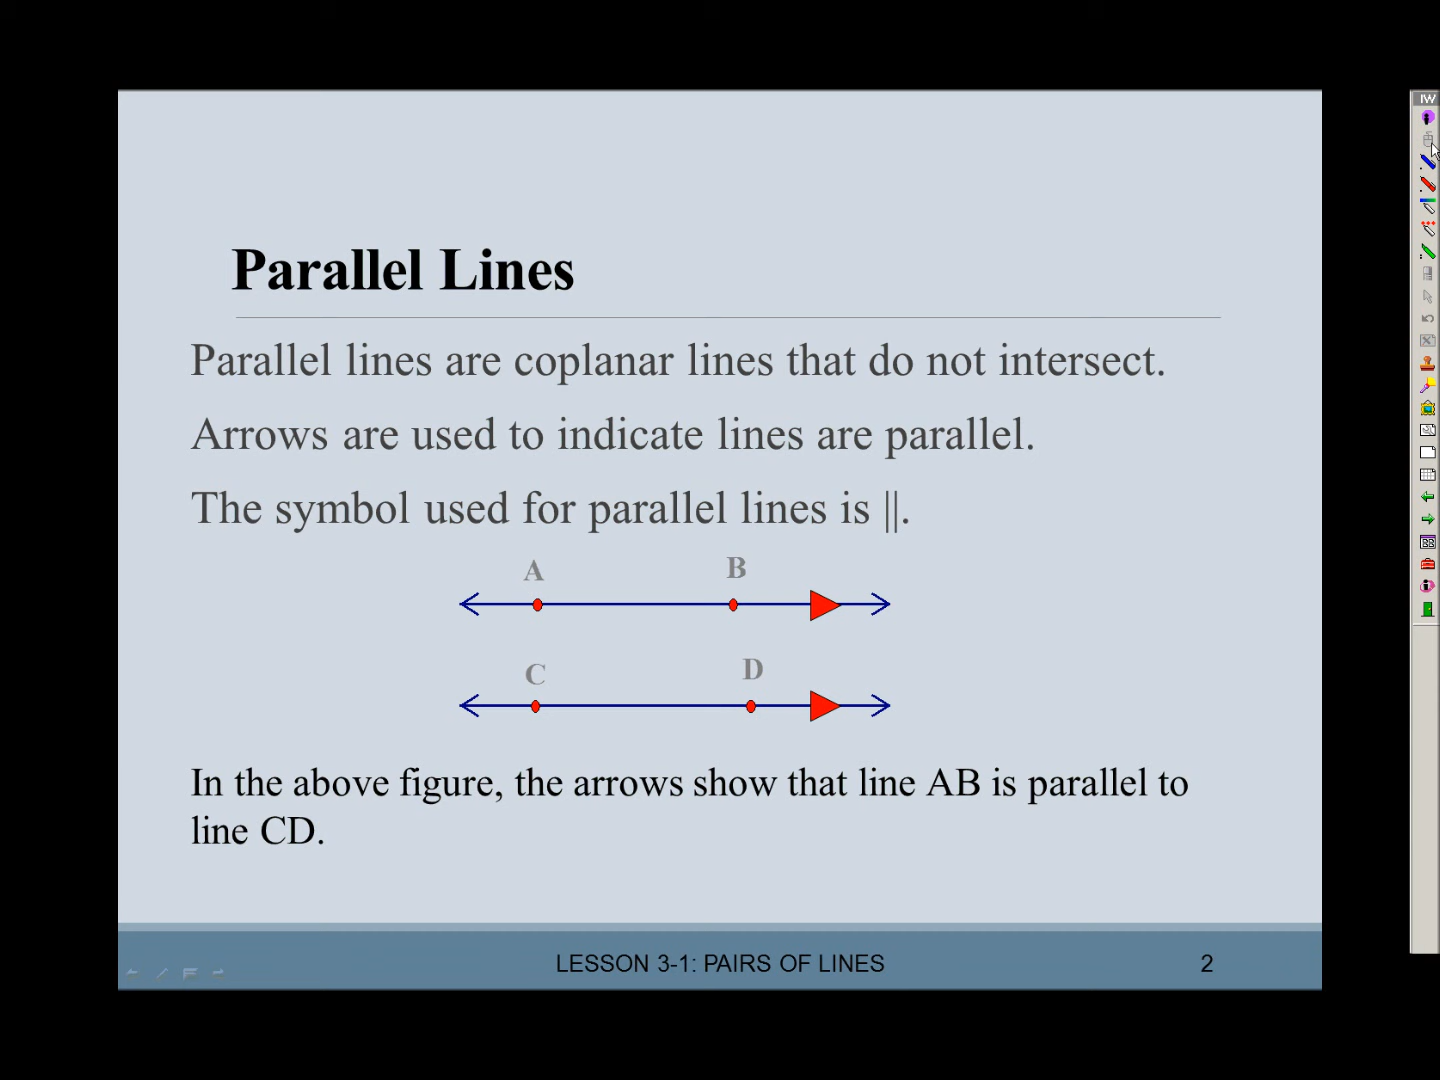 IW
Parallel Lines
Parallel lines are coplanar lines that do not intersect.
Arrows are used to indicate lines are parallel.
The symbol used for parallel lines is ||.
A B
C D
In the above figure, the arrows show that line AB is parallel to
line CD.
LESSON 3-1: PAIRS OF LINES 2